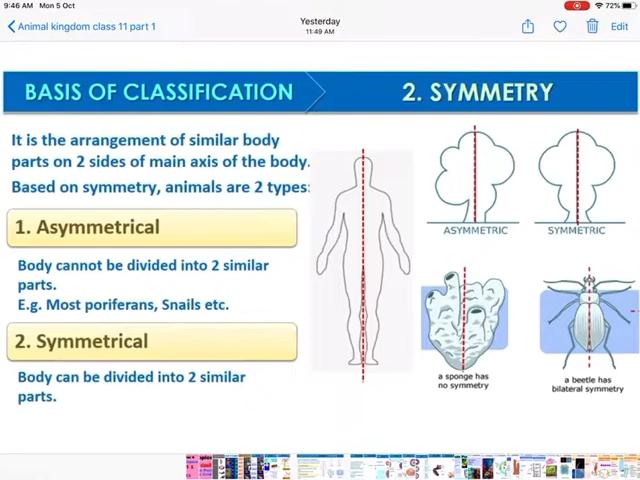 9:46 AM Mon 5 Oct
72%
Animal kingdom class 11 part 1
Yesterday
11:49 AM
Edit
BASIS OF CLASSIFICATION
2. SYMMETRY
It is the arrangement of similar body
parts on 2 sides of main axis of the body.
Based on symmetry, animals are 2 types:
1. Asymmetrical
Body cannot be divided into 2 similar
parts.
E.g. Most poriferans, Snails etc.
2. Symmetrical
Body can be divided into 2 similar
parts.
ASYMMETRIC
SYMMETRIC
a sponge has
no symmetry
a beetle has
bilateral symmetry